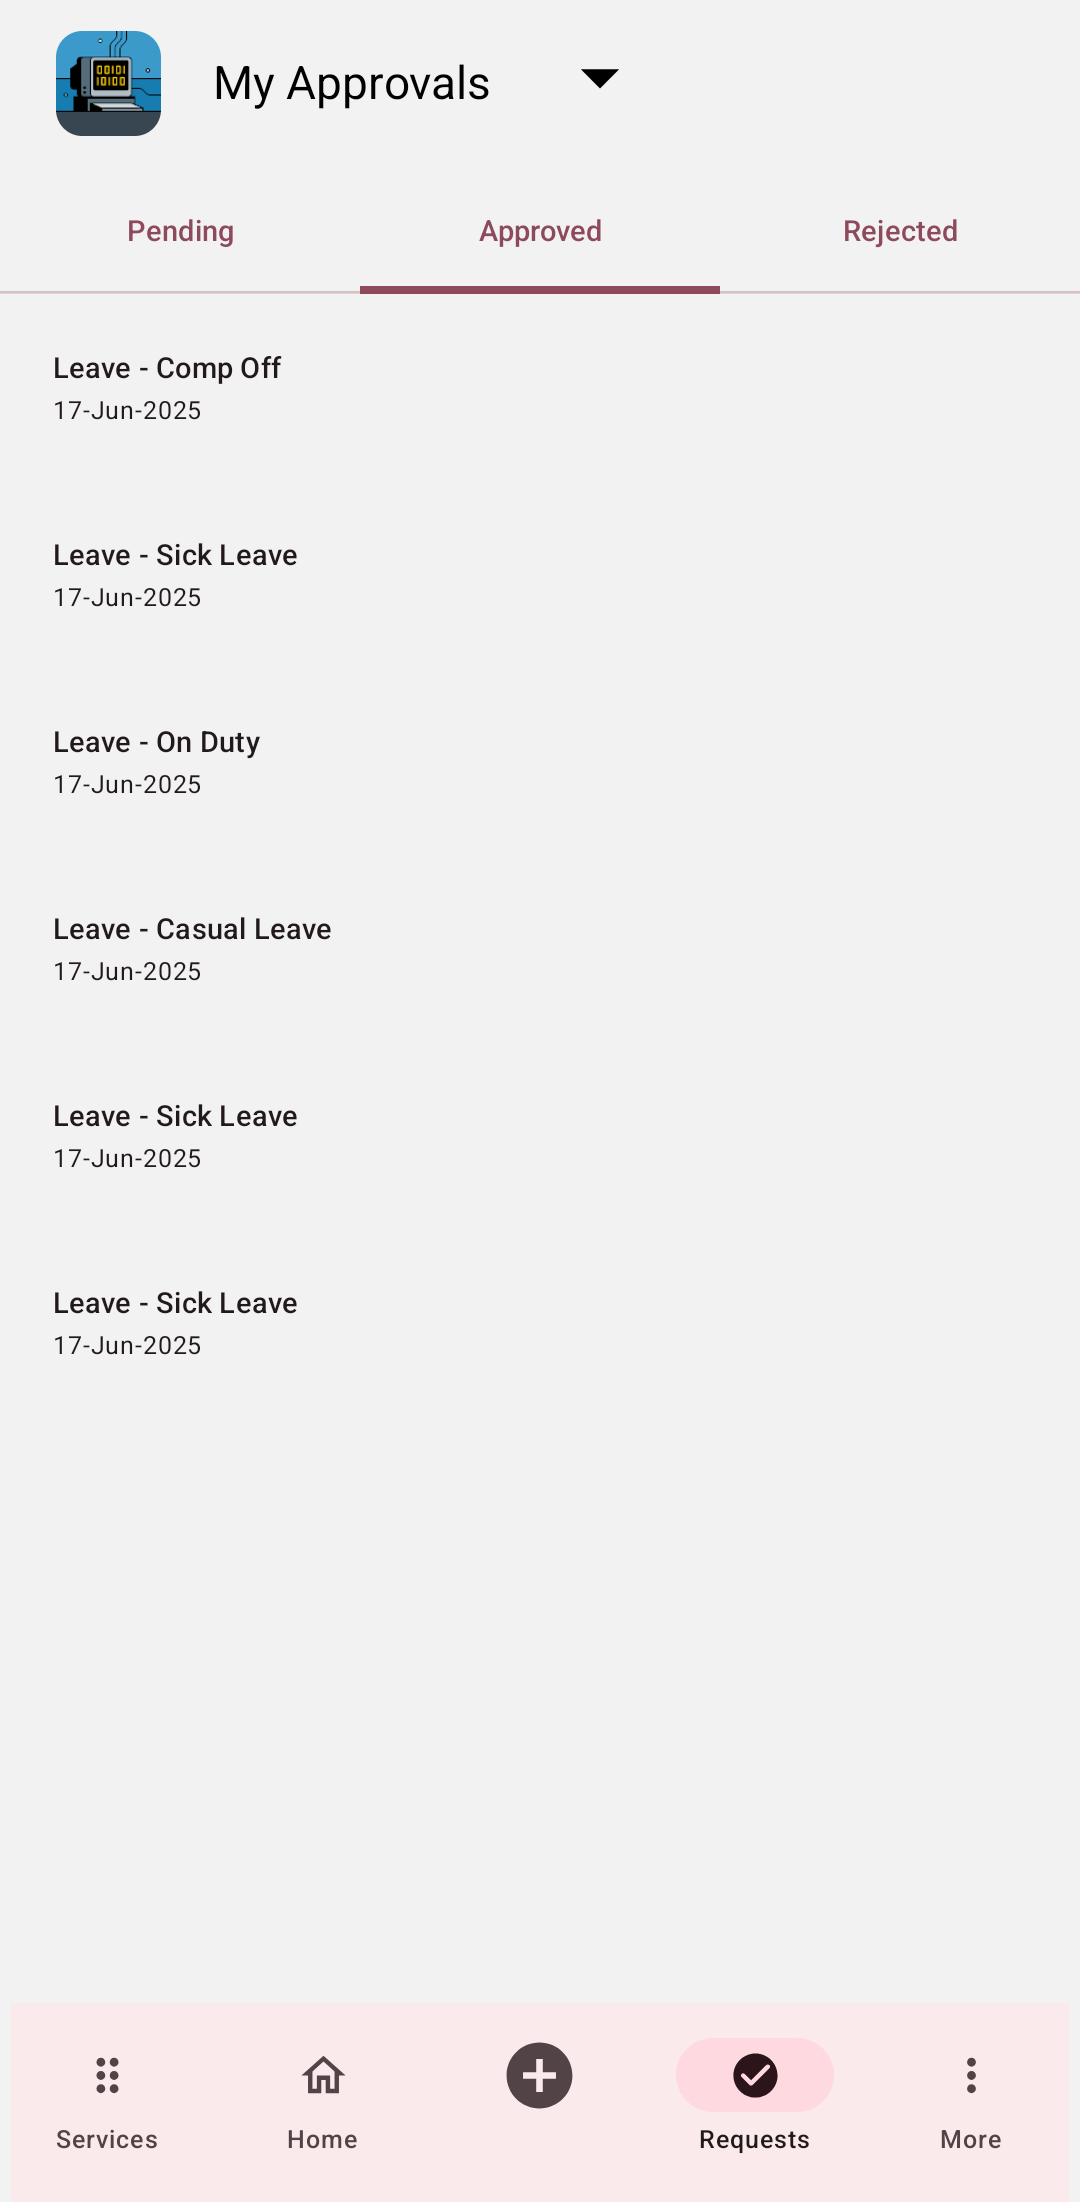 00101
10100
My Approvals
Pending
Approved
Rejected
Leave - Comp Off
17-Jun-2025
Leave - Sick Leave
17-Jun-2025
Leave - On Duty
17-Jun-2025
Leave - Casual Leave
17-Jun-2025
Leave - Sick Leave
17-Jun-2025
Leave - Sick Leave
17-Jun-2025
Services
Home
Requests
More